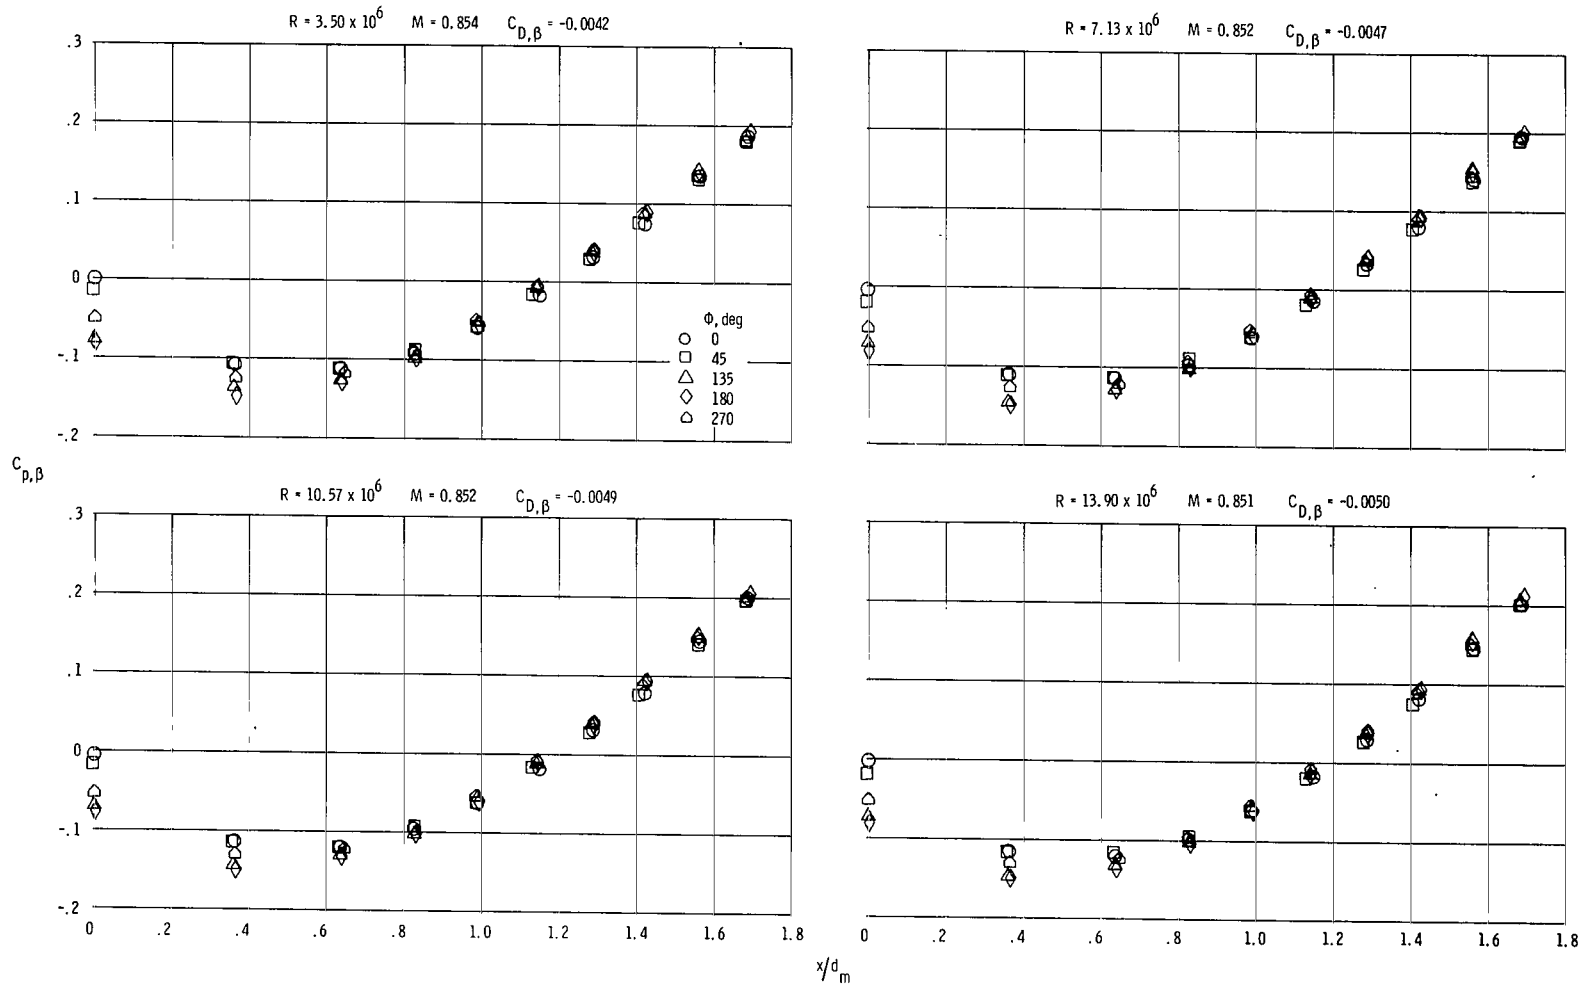 R = 3.50 x 10^6 M = 0.854 C_D,β = -0.0042
R = 7.13 x 10^6 M = 0.852 C_D,β = -0.0047
.3
.2
.1
0
-.1
-.2
Φ, deg
0
45
135
180
270
C_p,β
R = 10.57 x 10^6 M = 0.852 C_D,β = -0.0049
R = 13.90 x 10^6 M = 0.851 C_D,β = -0.0050
.3
.2
.1
0
-.1
-.2
0 .2 .4 .6 .8 1.0 1.2 1.4 1.6 1.8
0 .2 .4 .6 .8 1.0 1.2 1.4 1.6 1.8
x/d_m